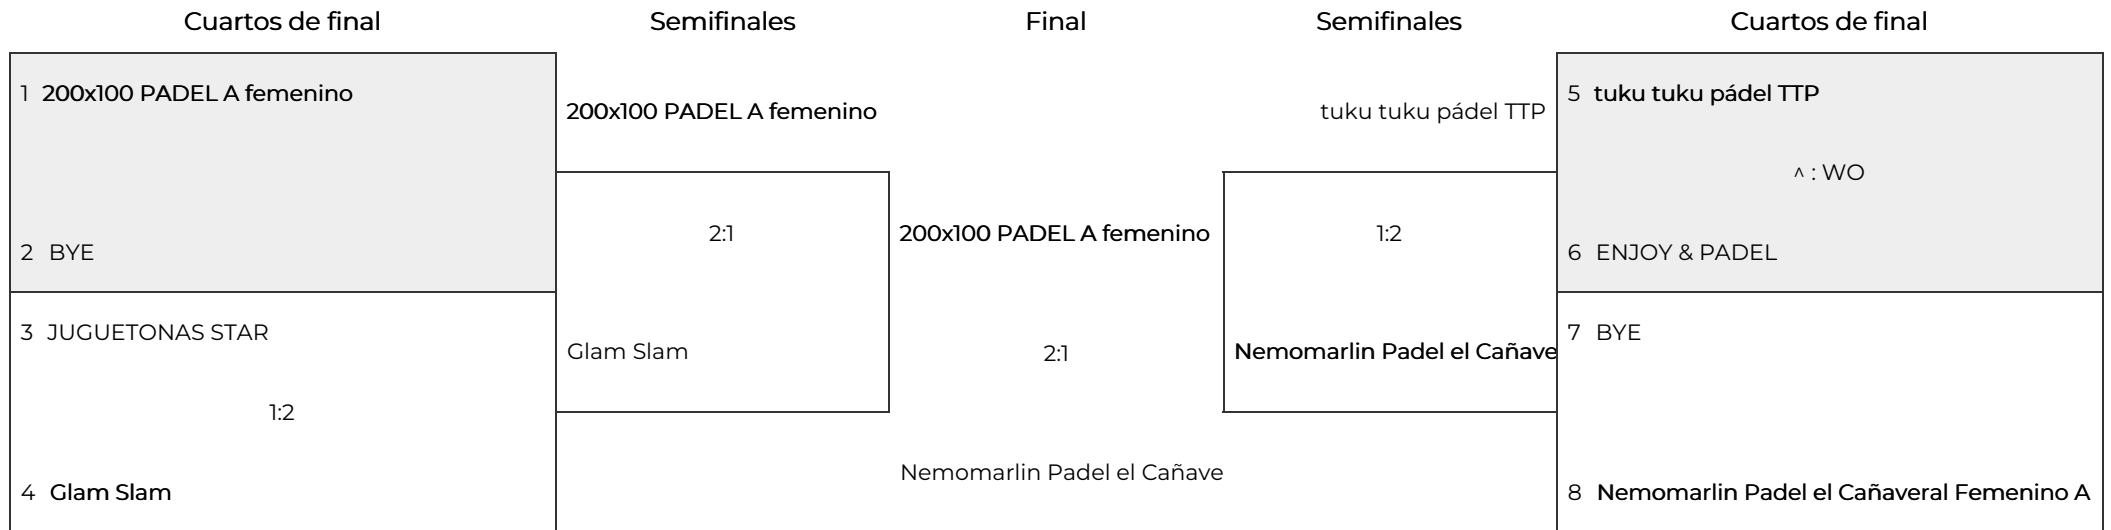 Cuartos de final
Semifinales
Final
Semifinales
Cuartos de final
1 200x100 PADEL A femenino
2 BYE
3 JUGUETONAS STAR
1:2
4 Glam Slam
200x100 PADEL A femenino
2:1
Glam Slam
200x100 PADEL A femenino
2:1
Nemomarlin Padel el Cañave
tuku tuku pádel TTP
1:2
Nemomarlin Padel el Cañave
5 tuku tuku pádel TTP
^ : WO
6 ENJOY & PADEL
7 BYE
8 Nemomarlin Padel el Cañaveral Femenino A